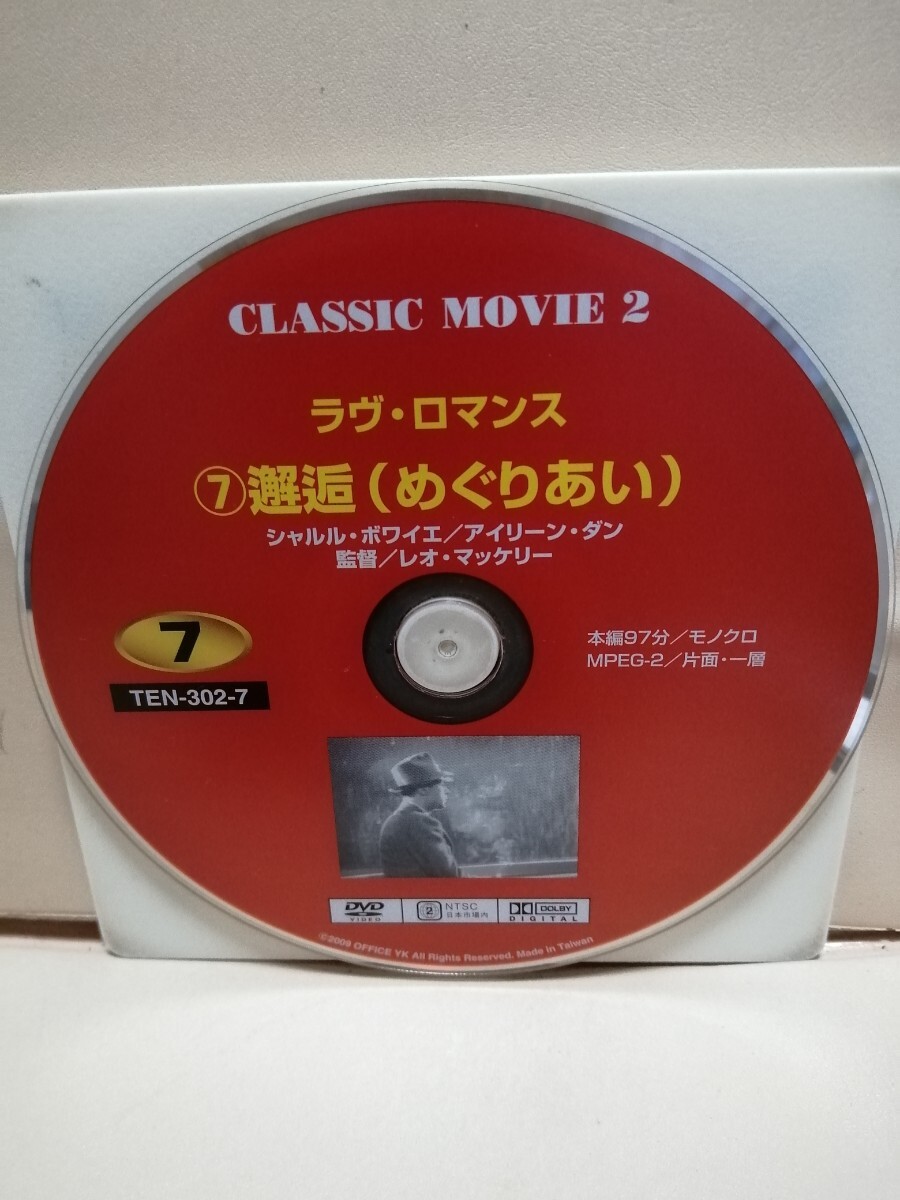 CLASSIC MOVIE 2
ラヴ・ロマンス
⑦邂逅(めぐりあい)
シャルル・ボワイエ/アイリーン・ダン
監督/レオ・マッケリー
7
TEN-302-7
本編97分/モノクロ
MPEG-2/片面・一層
DVD
VIDEO
2
NTSC
日本市場内
DOLBY
DIGITAL
©2009 OFFICE YK All Rights Reserved. Made in Taiwan